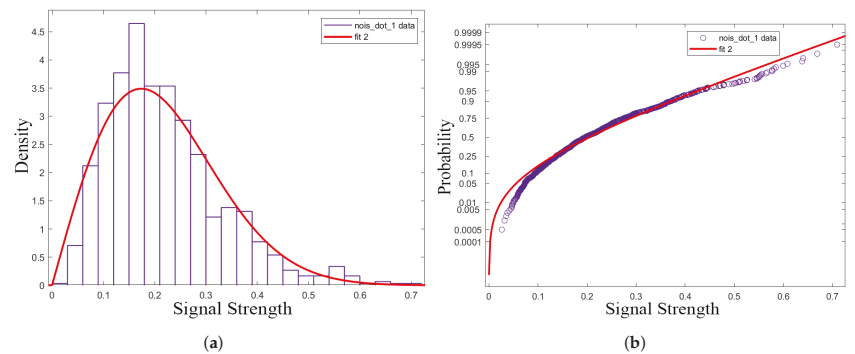 nois_dot_1 data
fit 2
Density
4.5
4
3.5
3
2.5
2
1.5
1
0.5
0
0 0.1 0.2 0.3 0.4 0.5 0.6 0.7
Signal Strength
(a)
nois_dot_1 data
fit 2
Probability
0.9999
0.9995
0.995
0.99
0.95
0.9
0.75
0.5
0.25
0.1
0.05
0.01
0.005
0.0005
0.0001
0 0.1 0.2 0.3 0.4 0.5 0.6 0.7
Signal Strength
(b)